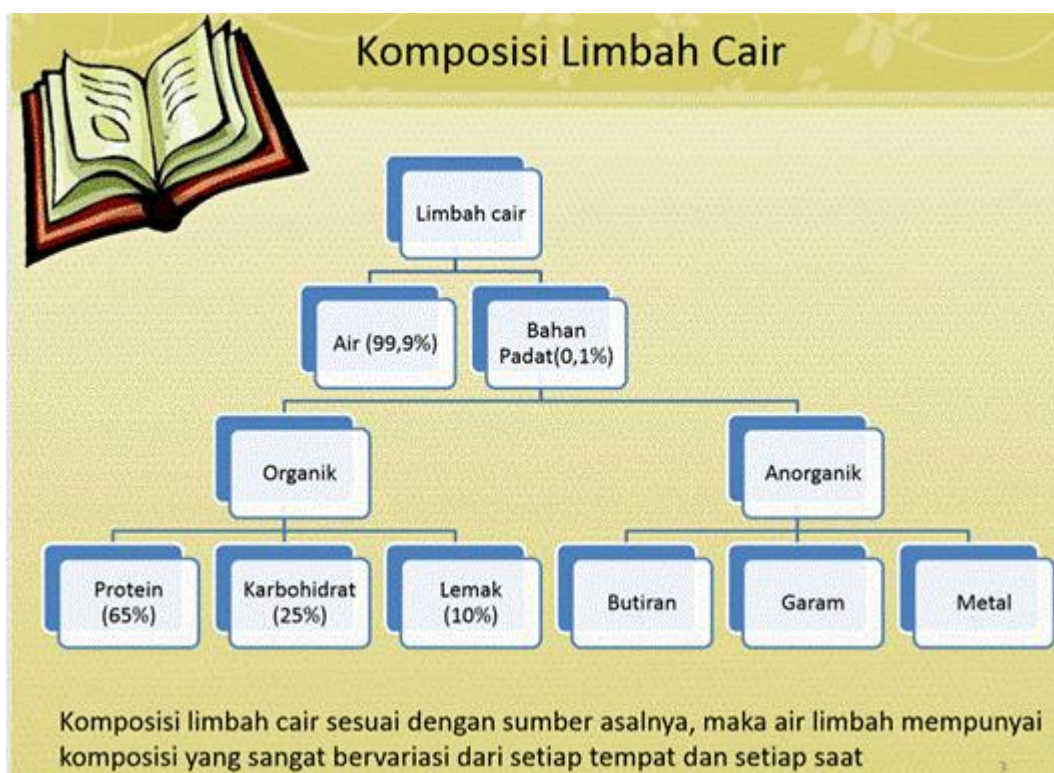 Komposisi Limbah Cair
Limbah cair
Air (99,9%)
Bahan
Padat(0,1%)
Organik
Anorganik
Protein
(65%)
Karbohidrat
(25%)
Lemak
(10%)
Butiran
Garam
Metal
Komposisi limbah cair sesuai dengan sumber asalnya, maka air limbah mempunyai
komposisi yang sangat bervariasi dari setiap tempat dan setiap saat
3